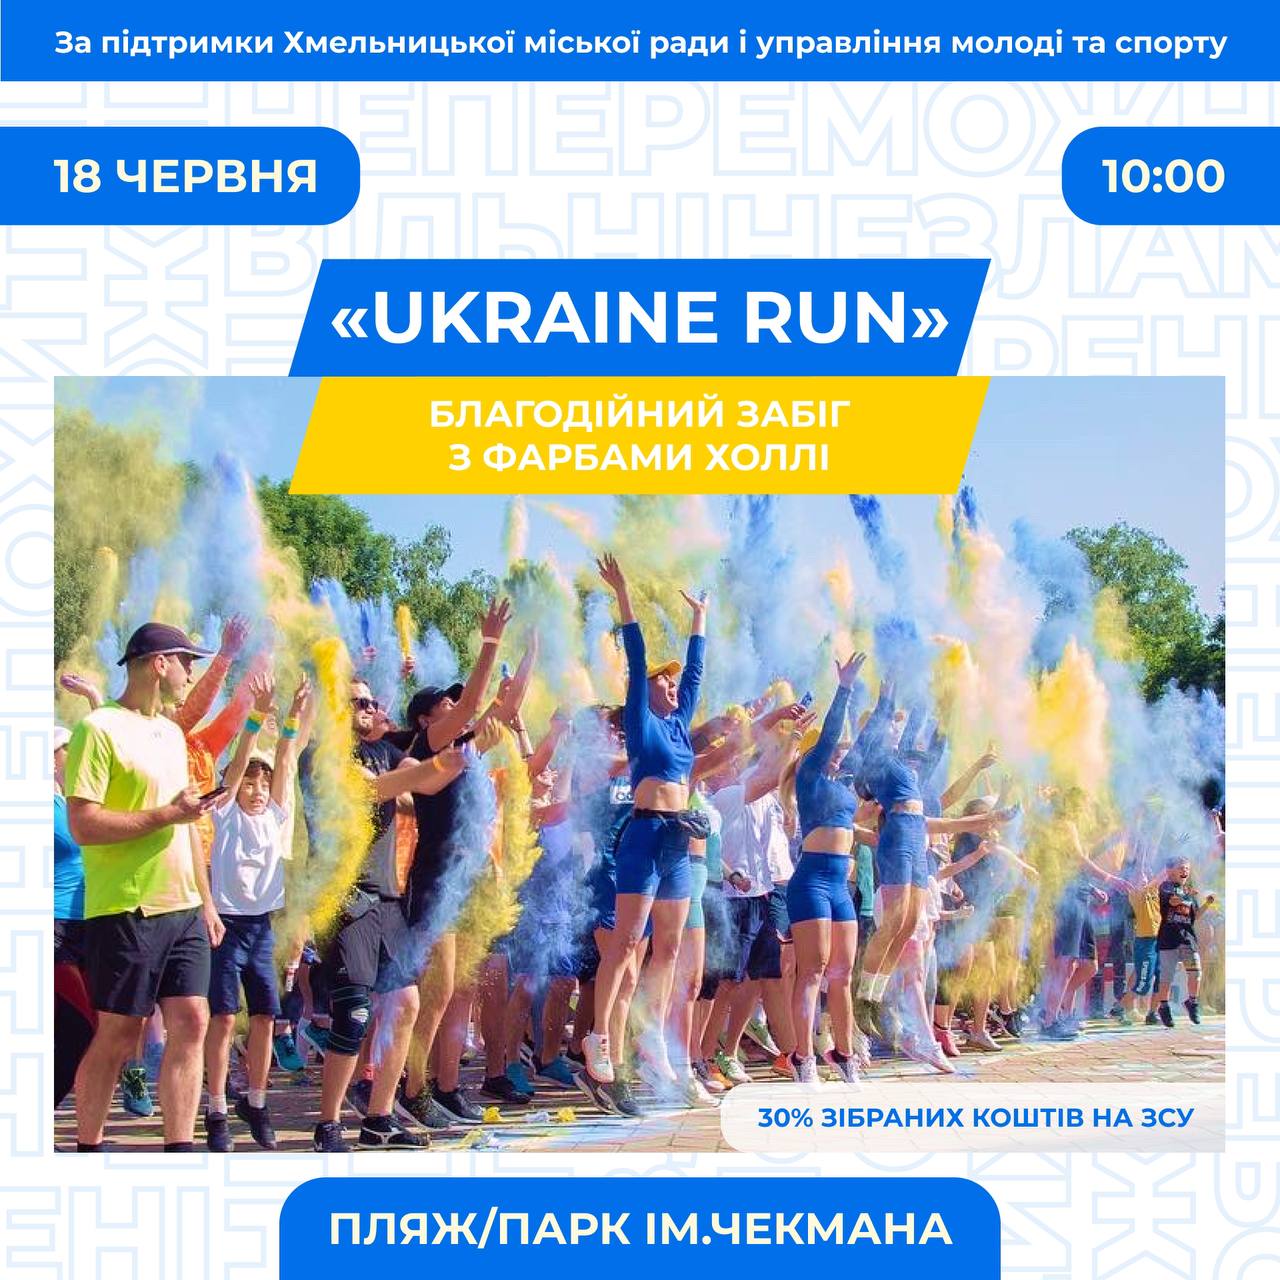 За підтримки Хмельницької міської ради і управління молоді та спорту
18 ЧЕРВНЯ
10:00
«UKRAINE RUN»
БЛАГОДІЙНИЙ ЗАБІГ
З ФАРБАМИ ХОЛЛІ
30% ЗІБРАНИХ КОШТІВ НА ЗСУ
ПЛЯЖ/ПАРК ІМ.ЧЕКМАНА